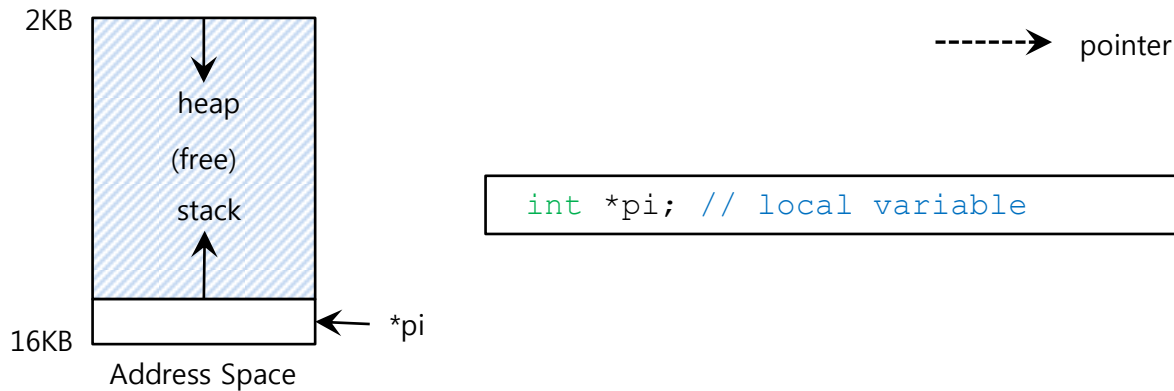 2KB
pointer
heap
(free)
int *pi; // local variable
stack
*pi
16KB
Address Space